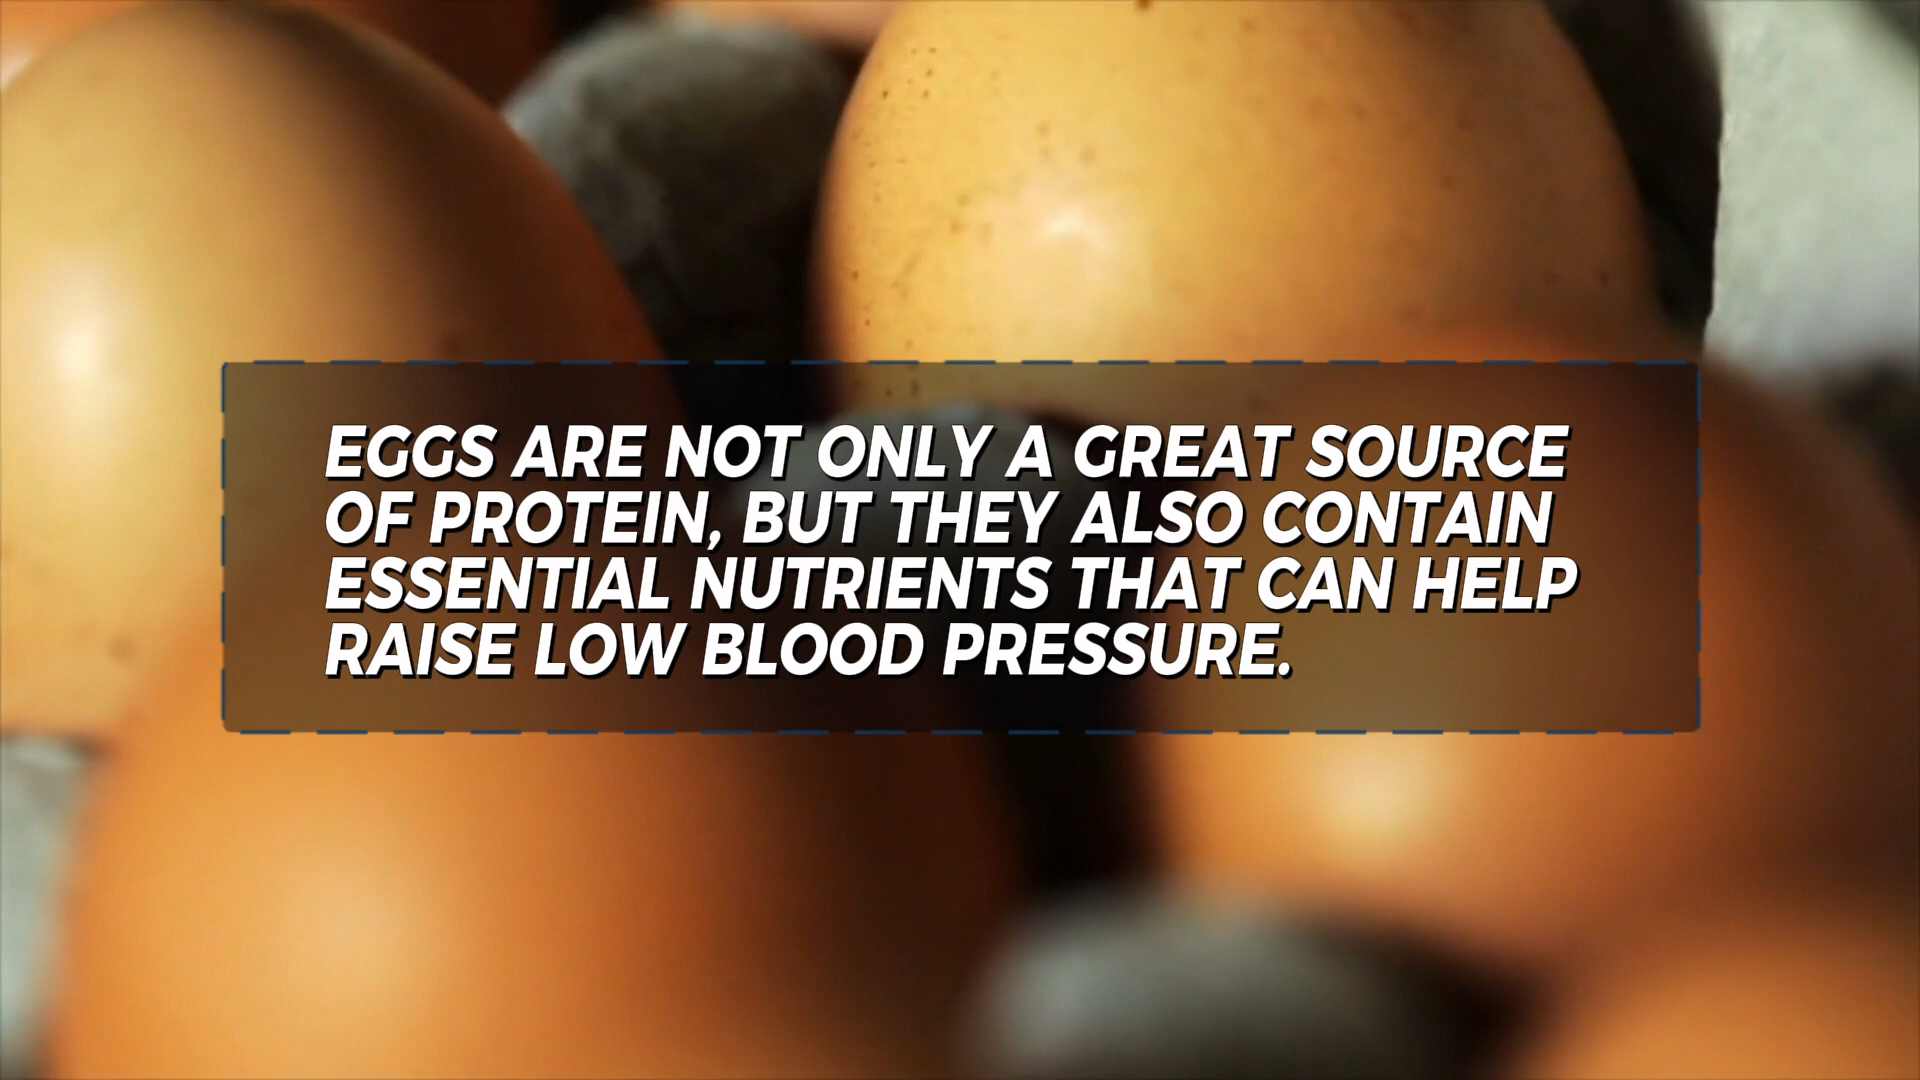 EGGS ARE NOT ONLY A GREAT SOURCE
OF PROTEIN, BUT THEY ALSO CONTAIN
ESSENTIAL NUTRIENTS THAT CAN HELP
RAISE LOW BLOOD PRESSURE.